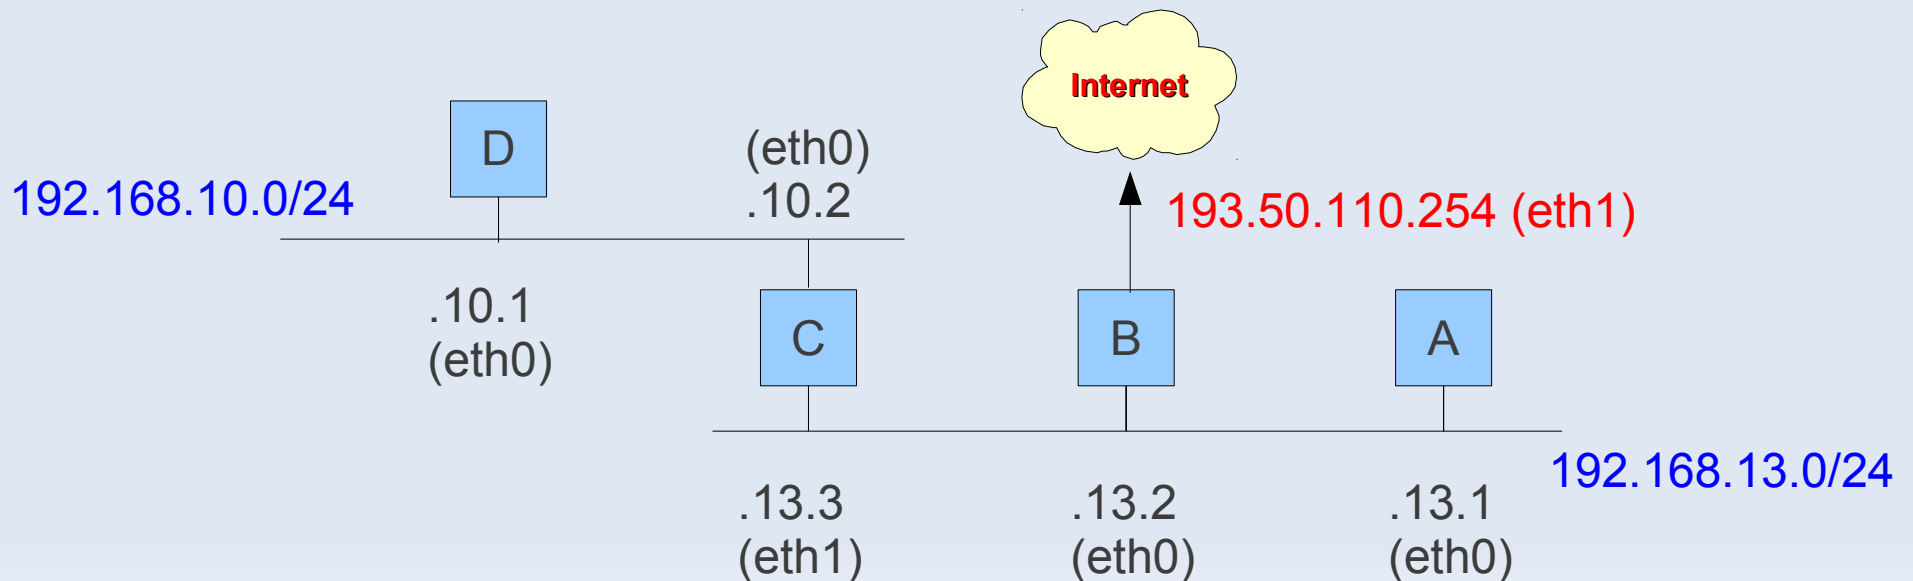 Internet
D
(eth0)
.10.2
192.168.10.0/24
193.50.110.254 (eth1)
.10.1
(eth0)
C
B
A
192.168.13.0/24
.13.3
(eth1)
.13.2
(eth0)
.13.1
(eth0)